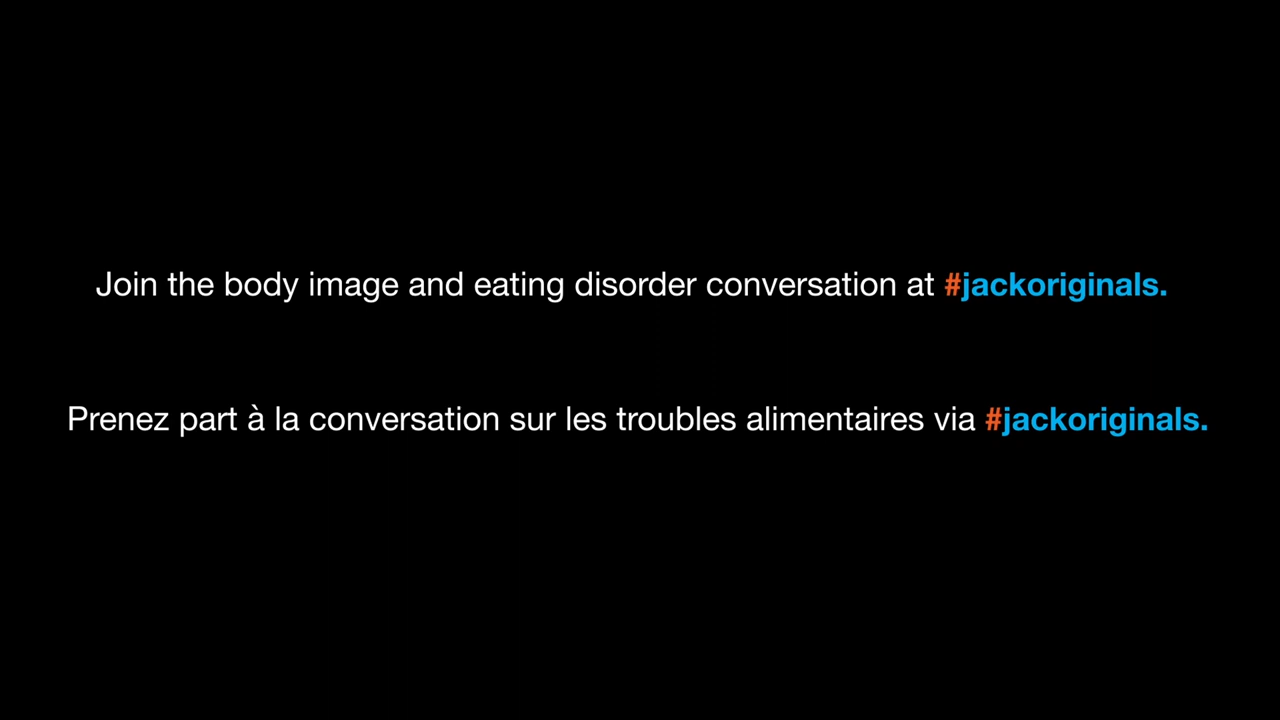 Join the body image and eating disorder conversation at #jackoriginals.
Prenez part à la conversation sur les troubles alimentaires via #jackoriginals.